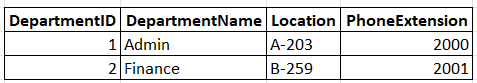 DepartmentID DepartmentName Location PhoneExtension
1 Admin A-203 2000
2 Finance B-259 2001